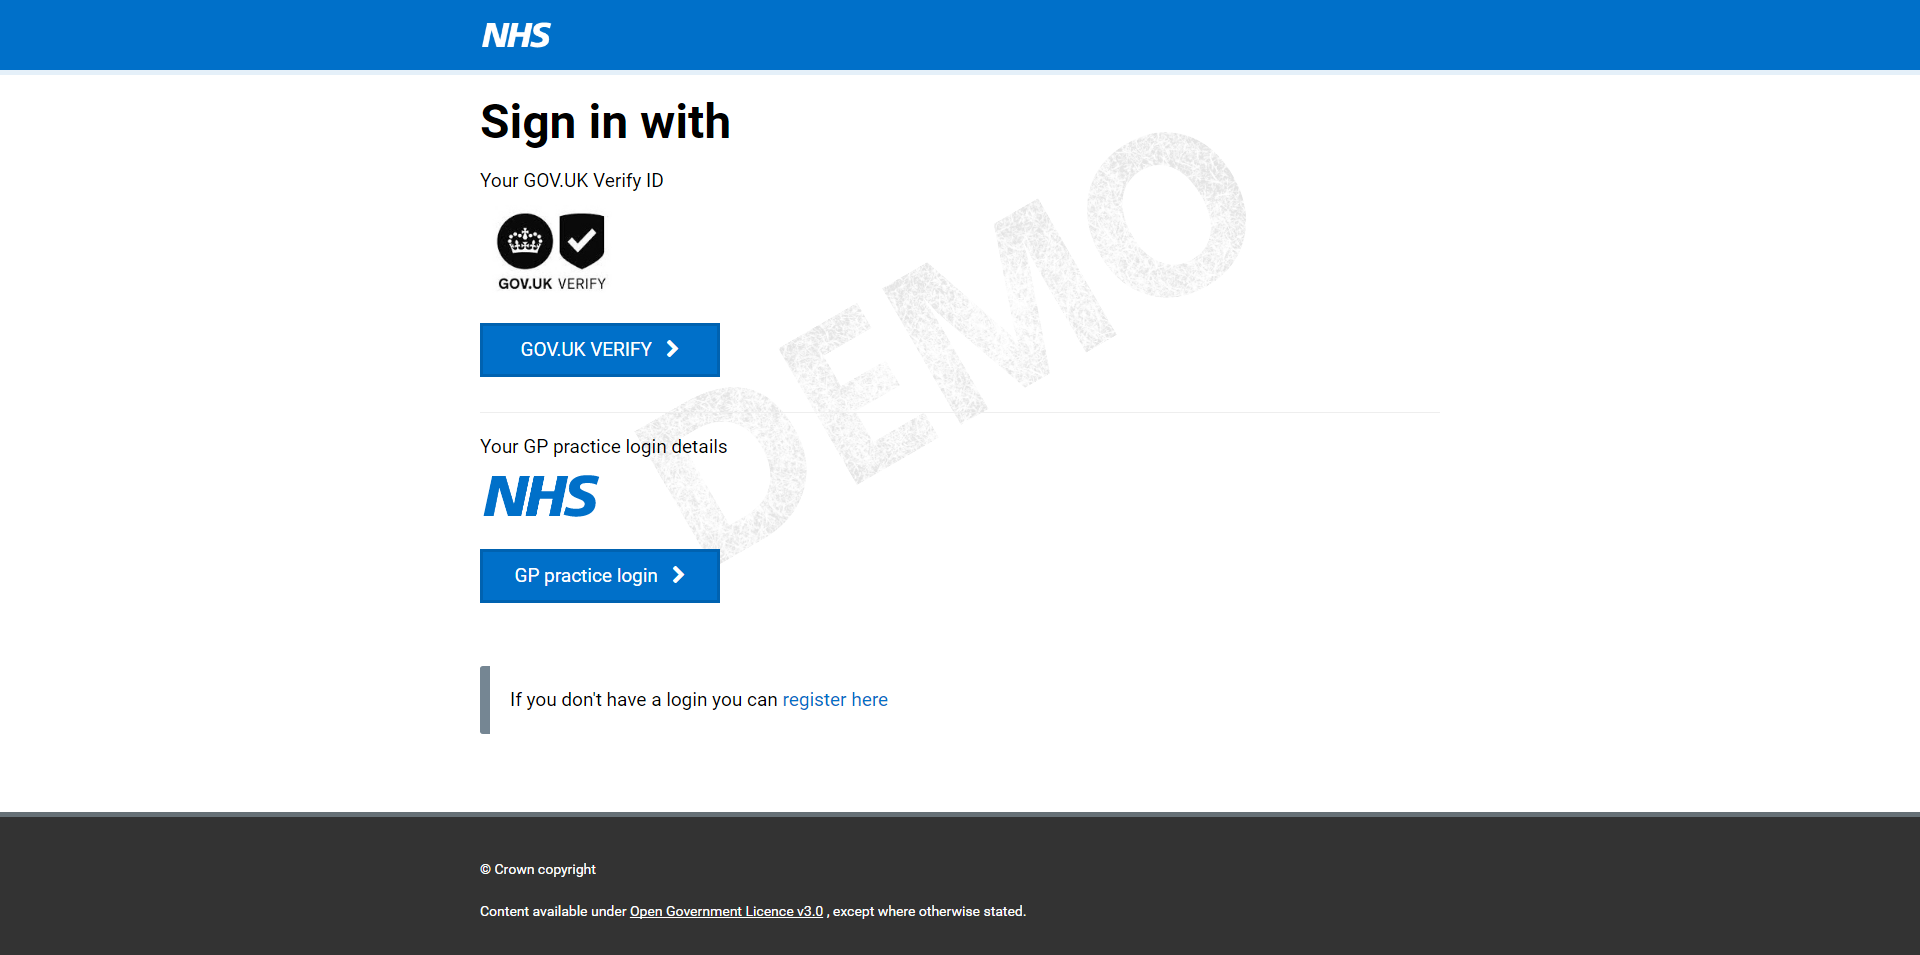 NHS
Sign in with
Your GOV.UK Verify ID
GOV.UK VERIFY
GOV.UK VERIFY
Your GP practice login details
NHS
GP practice login
If you don't have a login you can register here
DEMO
© Crown copyright
Content available under Open Government Licence v3.0 , except where otherwise stated.